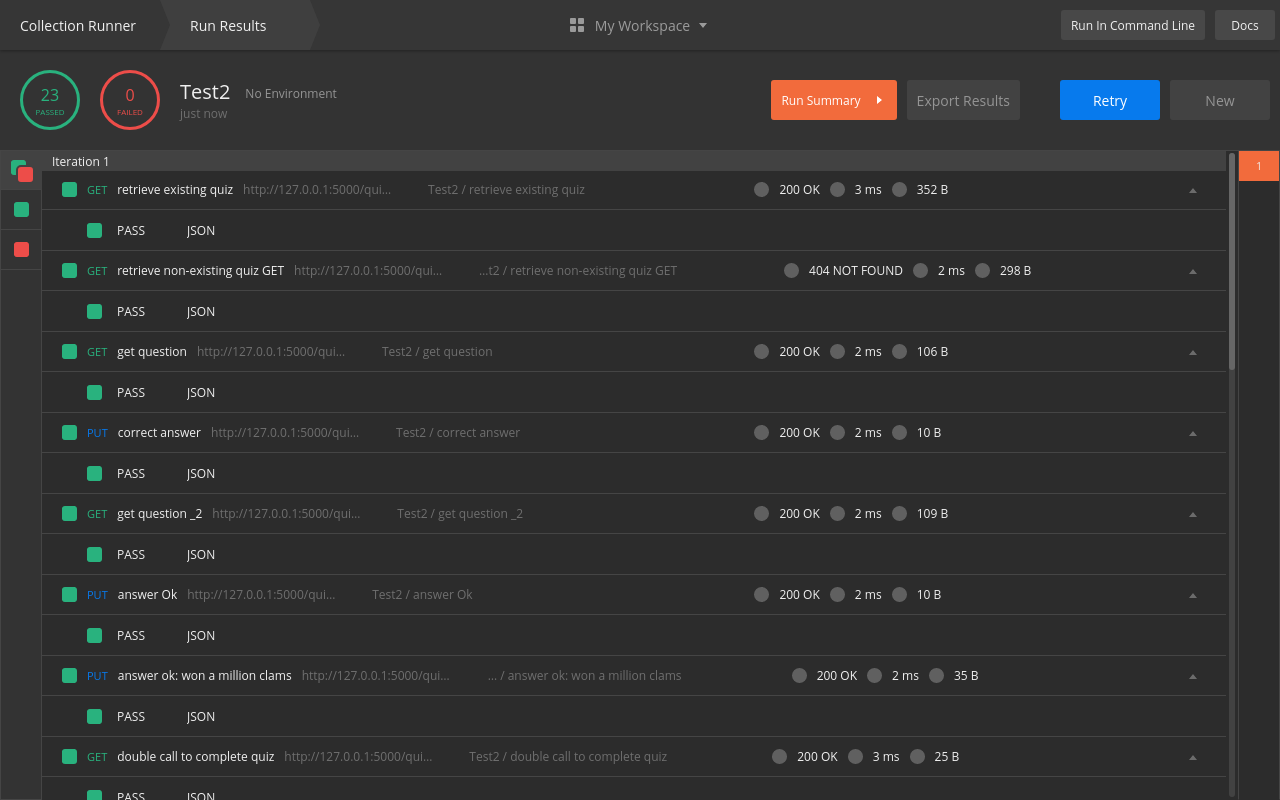 Collection Runner Run Results My Workspace Run In Command Line Docs
23 PASSED 0 FAILED Test2 No Environment just now Run Summary Export Results Retry New
Iteration 1 1
GET retrieve existing quiz http://127.0.0.1:5000/qui... Test2 / retrieve existing quiz 200 OK 3 ms 352 B
PASS JSON
GET retrieve non-existing quiz GET http://127.0.0.1:5000/qui... ...t2 / retrieve non-existing quiz GET 404 NOT FOUND 2 ms 298 B
PASS JSON
GET get question http://127.0.0.1:5000/qui... Test2 / get question 200 OK 2 ms 106 B
PASS JSON
PUT correct answer http://127.0.0.1:5000/qui... Test2 / correct answer 200 OK 2 ms 10 B
PASS JSON
GET get question _2 http://127.0.0.1:5000/qui... Test2 / get question _2 200 OK 2 ms 109 B
PASS JSON
PUT answer Ok http://127.0.0.1:5000/qui... Test2 / answer Ok 200 OK 2 ms 10 B
PASS JSON
PUT answer ok: won a million clams http://127.0.0.1:5000/qui... ... / answer ok: won a million clams 200 OK 2 ms 35 B
PASS JSON
GET double call to complete quiz http://127.0.0.1:5000/qui... Test2 / double call to complete quiz 200 OK 3 ms 25 B
PASS JSON